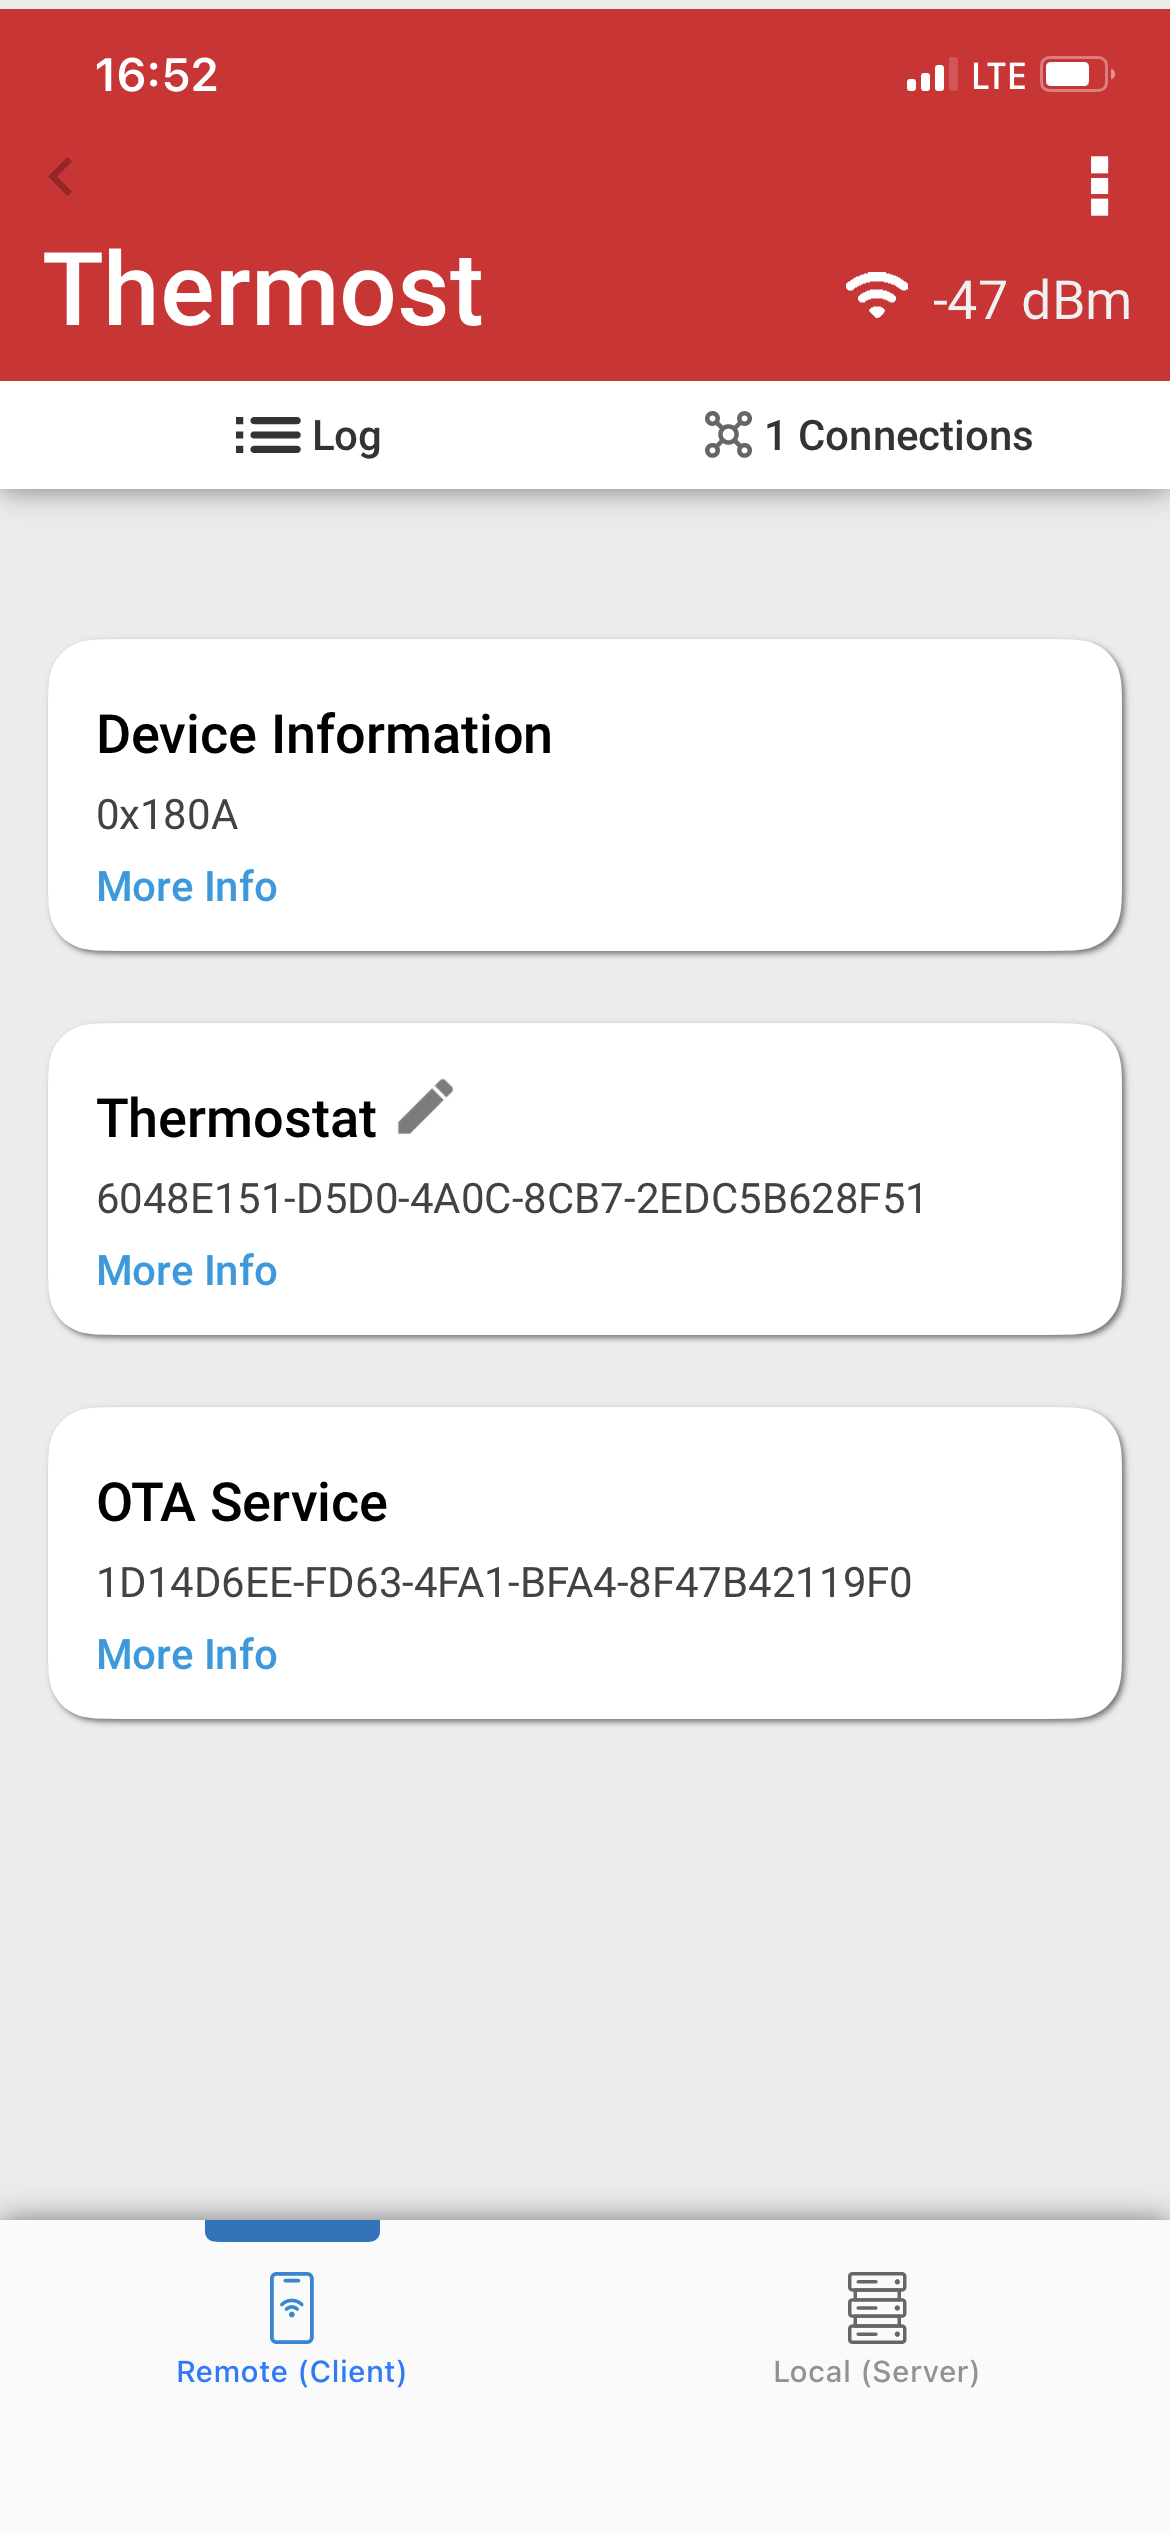 16:52 LTE
Thermost -47 dBm
Log 1 Connections
Device Information
0x180A
More Info
Thermostat
6048E151-D5D0-4A0C-8CB7-2EDC5B628F51
More Info
OTA Service
1D14D6EE-FD63-4FA1-BFA4-8F47B42119F0
More Info
Remote (Client) Local (Server)